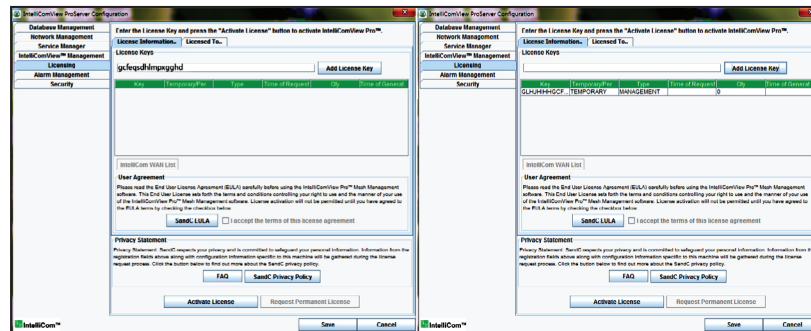 IntelliComView ProServer Configuration
Database Management
Network Management
Service Manager
IntelliComView™ Management
Licensing
Alarm Management
Security
Enter the License Key and press the "Activate License" button to activate IntelliComView Pro™.
License Information..
Licensed To..
License Keys
Add License Key
Key Temporary/Per... Type Time of Request Qty Time of Generat
IntelliCom WAN List
User Agreement
Please read the End User License Agreement (EULA) carefully before using the IntelliComView Pro™ Mesh Management
software. This End User License sets forth the terms and conditions controlling your right to use and the manner of your use
of the IntelliComView Pro™ Mesh Management software. License activation will not be permitted until you have agreed to
the EULA terms by checking the checkbox below.
SandC EULA
I accept the terms of this license agreement
Privacy Statement
Privacy Statement: SandC respects your privacy and is committed to safeguard your personal information. Information from the
registration fields above along with configuration information specific to this machine will be gathered during the license
request process. Click the button below to find out more about the SandC privacy policy.
FAQ
SandC Privacy Policy
Activate License
Request Permanent License
IntelliCom™
Save
Cancel
IntelliComView ProServer Configuration
Database Management
Network Management
Service Manager
IntelliComView™ Management
Licensing
Alarm Management
Security
Enter the License Key and press the "Activate License" button to activate IntelliComView Pro™.
License Information..
Licensed To..
License Keys
Add License Key
Key Temporary/Per... Type Time of Request Qty Time of Generat
TEMPORARY MANAGEMENT 0
IntelliCom WAN List
User Agreement
Please read the End User License Agreement (EULA) carefully before using the IntelliComView Pro™ Mesh Management
software. This End User License sets forth the terms and conditions controlling your right to use and the manner of your use
of the IntelliComView Pro™ Mesh Management software. License activation will not be permitted until you have agreed to
the EULA terms by checking the checkbox below.
SandC EULA
I accept the terms of this license agreement
Privacy Statement
Privacy Statement: SandC respects your privacy and is committed to safeguard your personal information. Information from th
registration fields above along with configuration information specific to this machine will be gathered during the license
request process. Click the button below to find out more about the SandC privacy policy.
FAQ
SandC Privacy Policy
Activate License
Request Permanent License
IntelliCom™
Save
Cancel